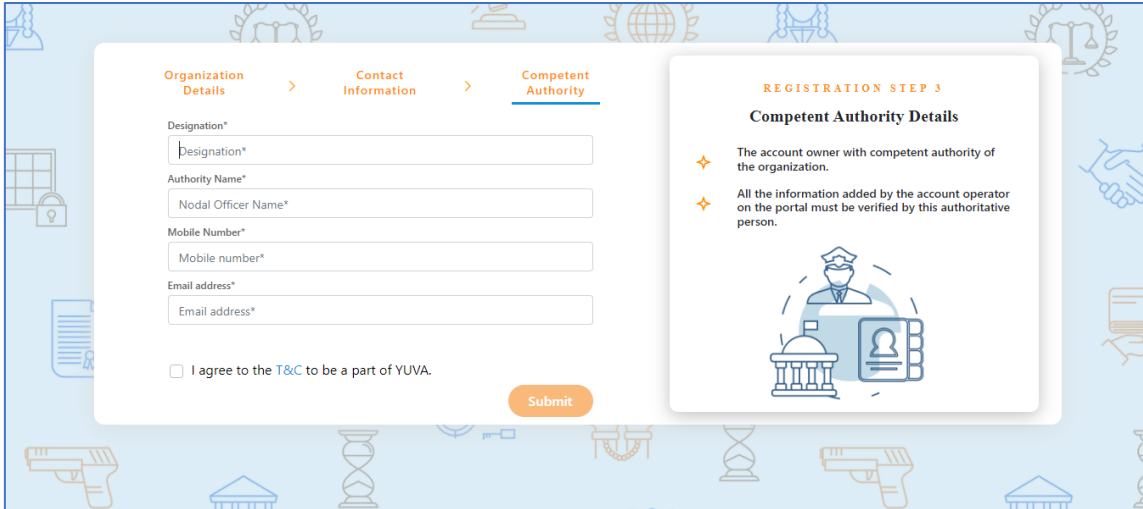 Organization
Details
>
Contact
Information
>
Competent
Authority
Designation*
Designation*
Authority Name*
Nodal Officer Name*
Mobile Number*
Mobile number*
Email address*
Email address*
I agree to the T&C to be a part of YUVA.
Submit
REGISTRATION STEP 3
Competent Authority Details
The account owner with competent authority of
the organization.
All the information added by the account operator
on the portal must be verified by this authoritative
person.